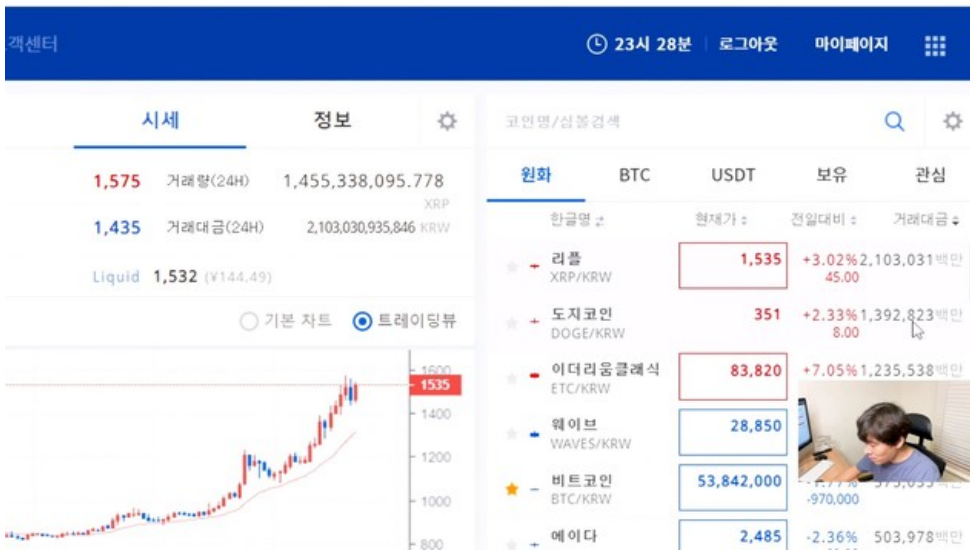 객센터
23시 28분 로그아웃 마이페이지
시세 정보
1,575 거래량(24H) 1,455,338,095.778
XRP
1,435 거래대금(24H) 2,103,030,935,846 KRW
Liquid 1,532 (¥144.49)
기본 차트 트레이딩뷰
1600
1535
1400
1200
1000
800
코인명/심볼검색
원화 BTC USDT 보유 관심
한글명 현재가 전일대비 거래대금
리플 1,535 +3.02% 2,103,031백만
XRP/KRW 45.00
도지코인 351 +2.33% 1,392,823백만
DOGE/KRW 8.00
이더리움클래식 83,820 +7.05% 1,235,538백만
ETC/KRW
웨이브 28,850
WAVES/KRW
비트코인 53,842,000
BTC/KRW -970,000
에이다 2,485 -2.36% 503,978백만